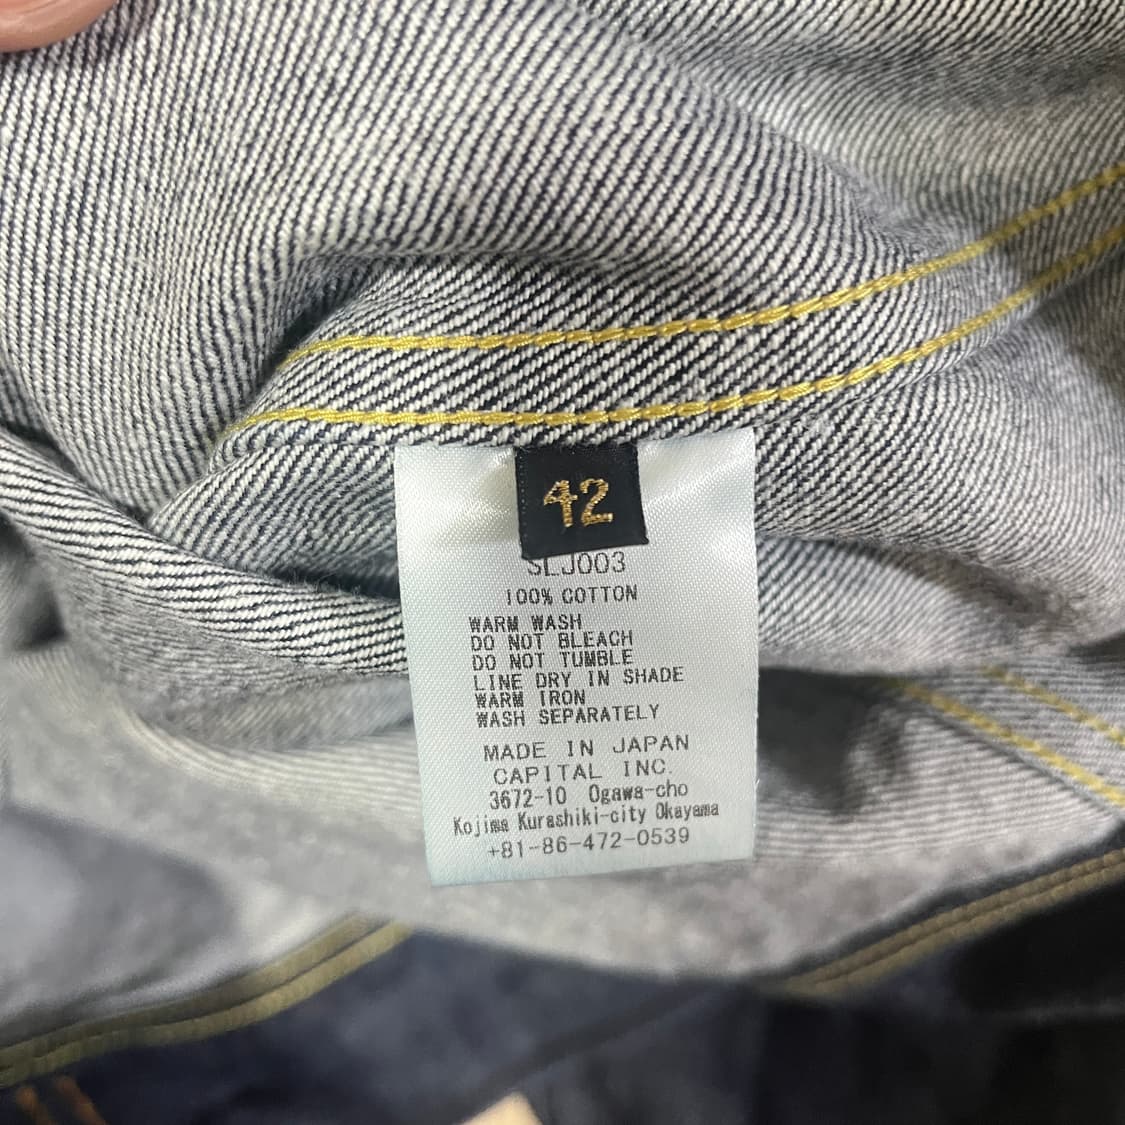 42
SLJ003
100% COTTON
WARM WASH
DO NOT BLEACH
DO NOT TUMBLE
LINE DRY IN SHADE
WARM IRON
WASH SEPARATELY
MADE IN JAPAN
CAPITAL INC.
3672-10 Ogawa-cho
Kojima Kurashiki-city Okayama
+81-86-472-0539